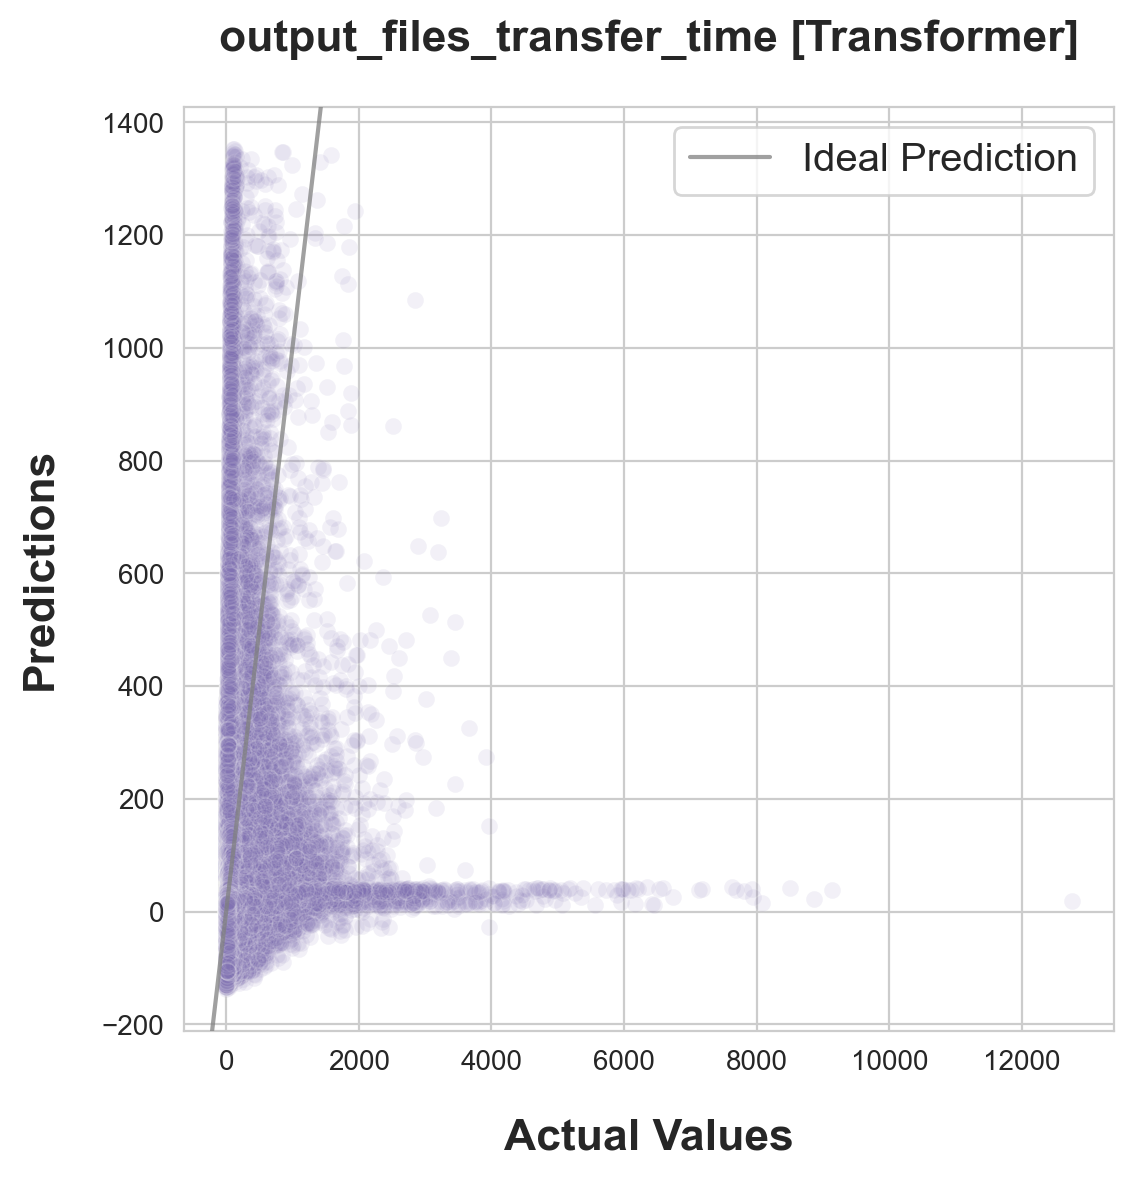 output_files_transfer_time [Transformer]
Ideal Prediction
1400
1200
1000
800
600
400
200
0
−200
Predictions
0 2000 4000 6000 8000 10000 12000
Actual Values